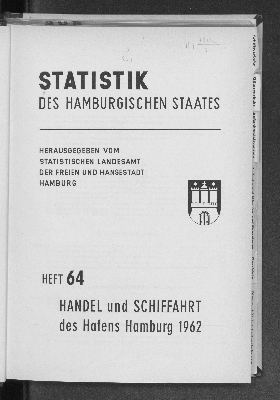 STATISTIK
DES HAMBURGISCHEN STAATES
HERAUSGEGEBEN VOM
STATISTISCHEN LANDESAMT
DER FREIEN UND HANSESTADT
HAMBURG
HEFT 64
HANDEL und SCHIFFAHRT
des Hafens Hamburg 1962